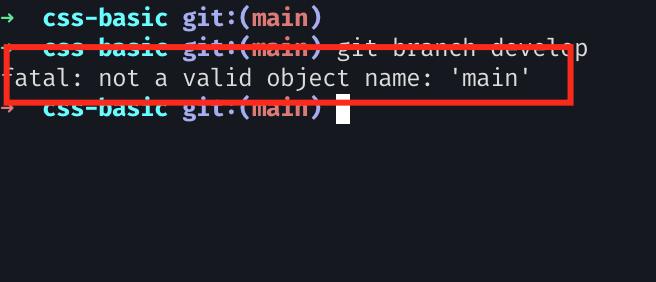 → css-basic git:(main)
→ css-basic git:(main) git branch develop
fatal: not a valid object name: 'main'
→ css-basic git:(main)